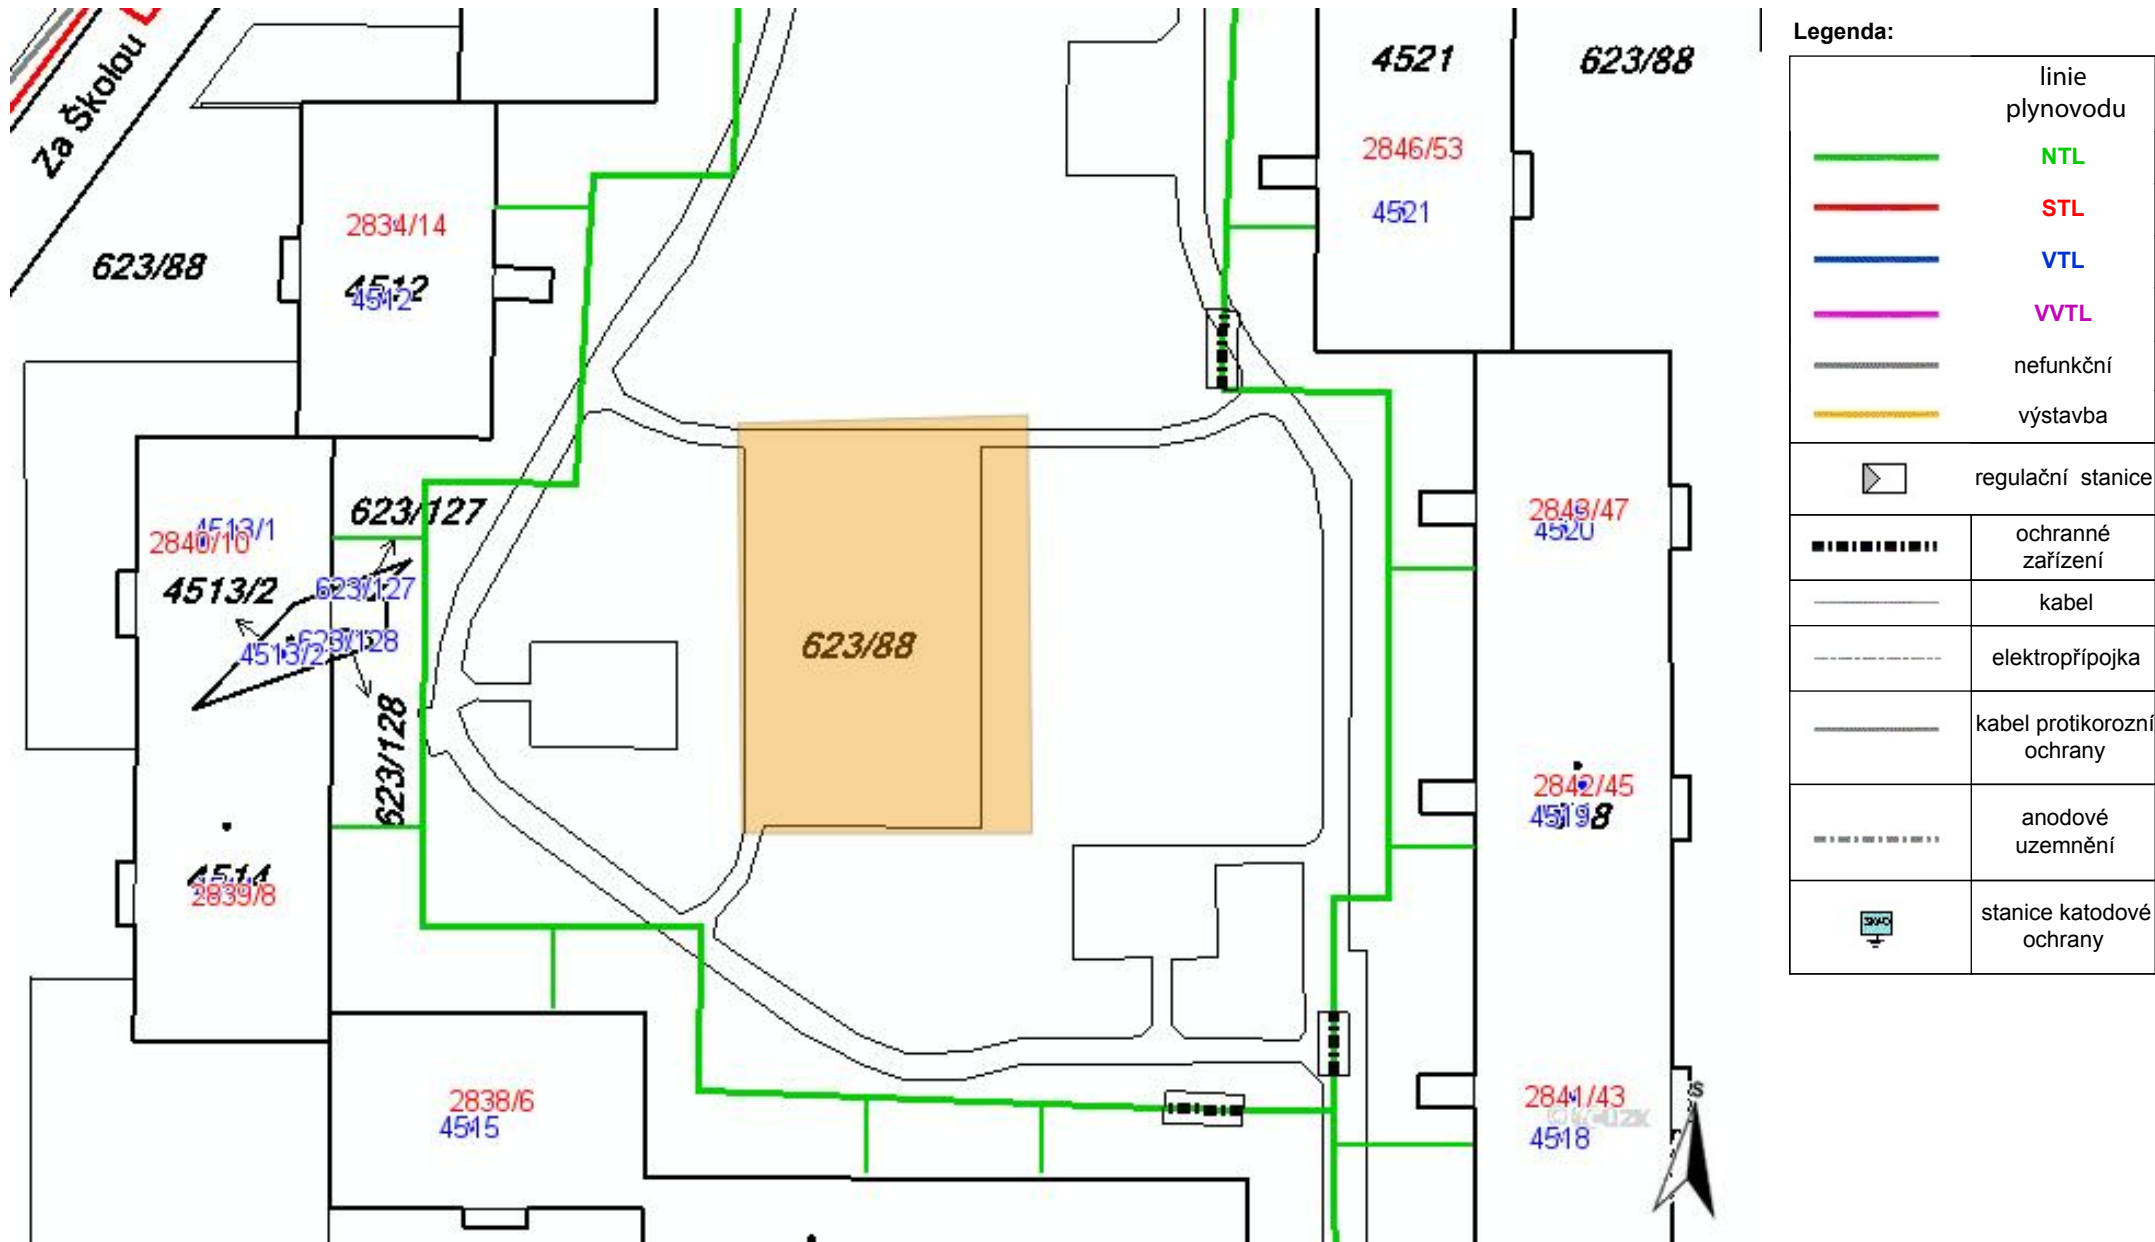 Za Školou
4521
623/88
2846/53
4521
2834/14
623/88
4512
4512
623/127
4513/1
2840/10
4513/2
623/127
623/128
4513/2
623/128
4514
2839/8
623/88
2843/47
4520
2842/45
4519
2838/6
4515
2841/43
4518
S
Legenda:
linie
plynovodu
NTL
STL
VTL
VVTL
nefunkční
výstavba
regulační stanice
ochranné
zařízení
kabel
elektropřípojka
kabel protikorozní
ochrany
anodové
uzemnění
stanice katodové
ochrany